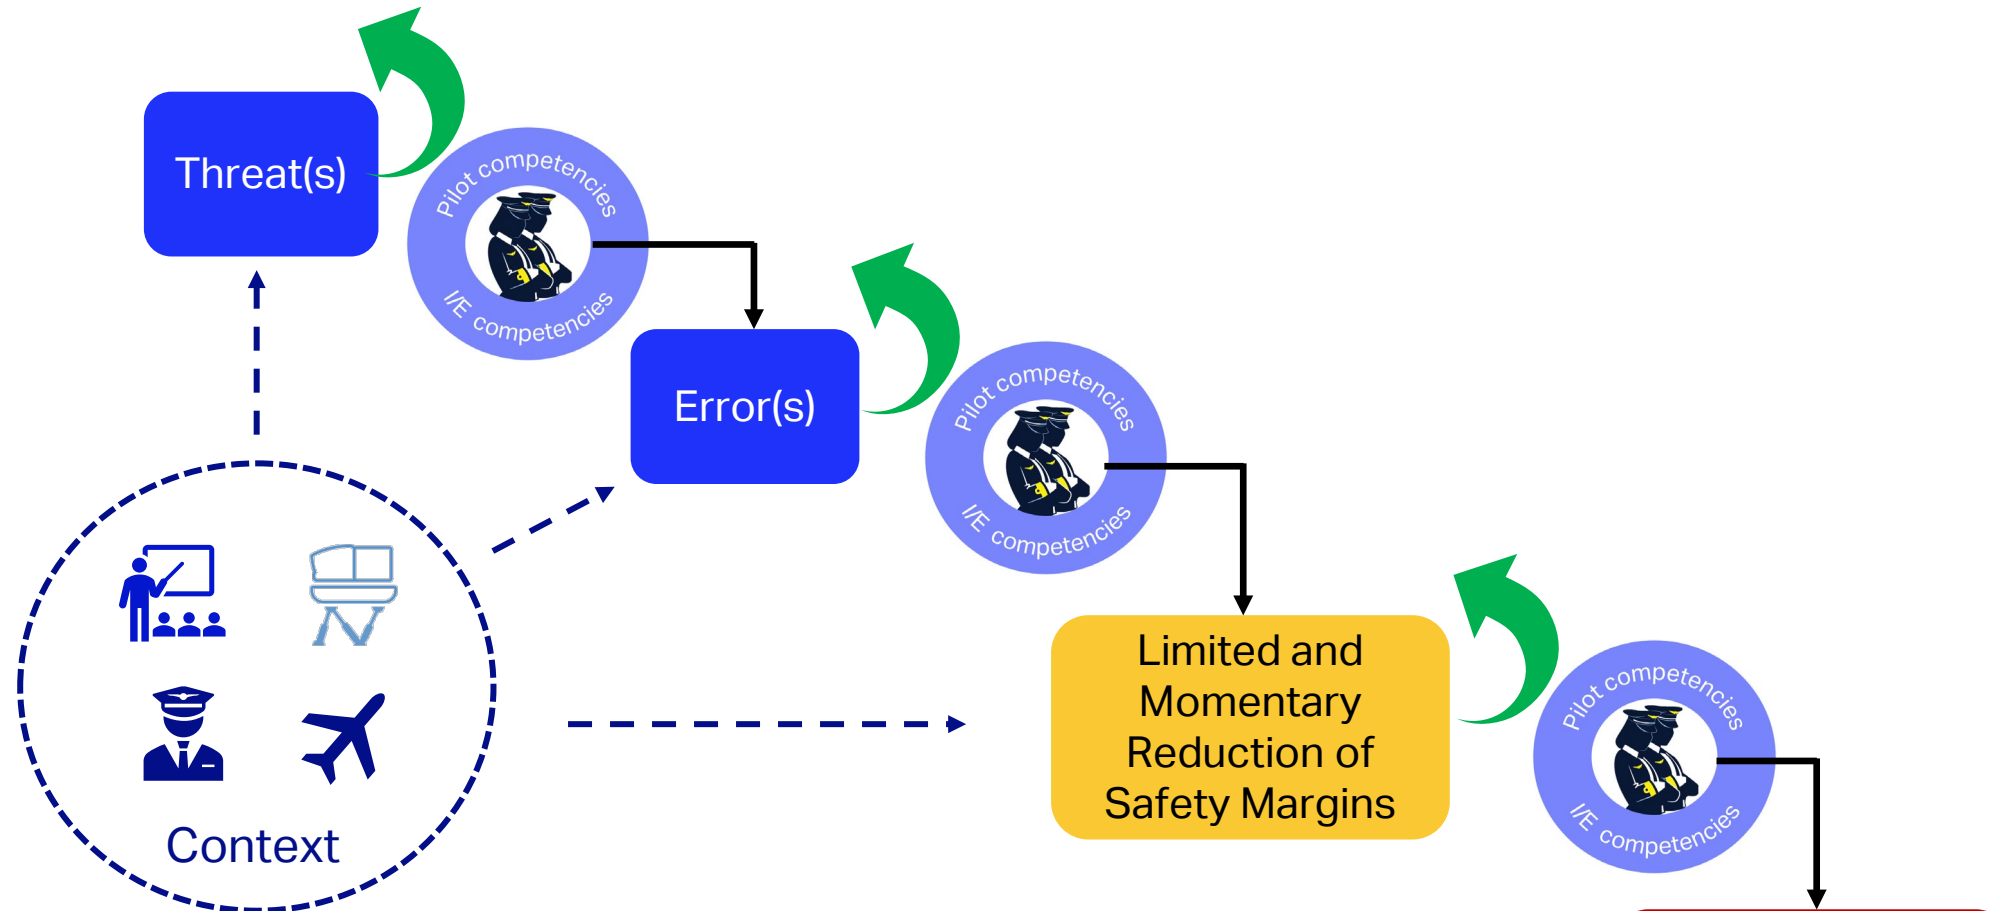 Threat(s)
Pilot competencies
I/E competencies
Error(s)
Pilot competencies
I/E competencies
Limited and
Momentary
Reduction of
Safety Margins
Pilot competencies
I/E competencies
Context